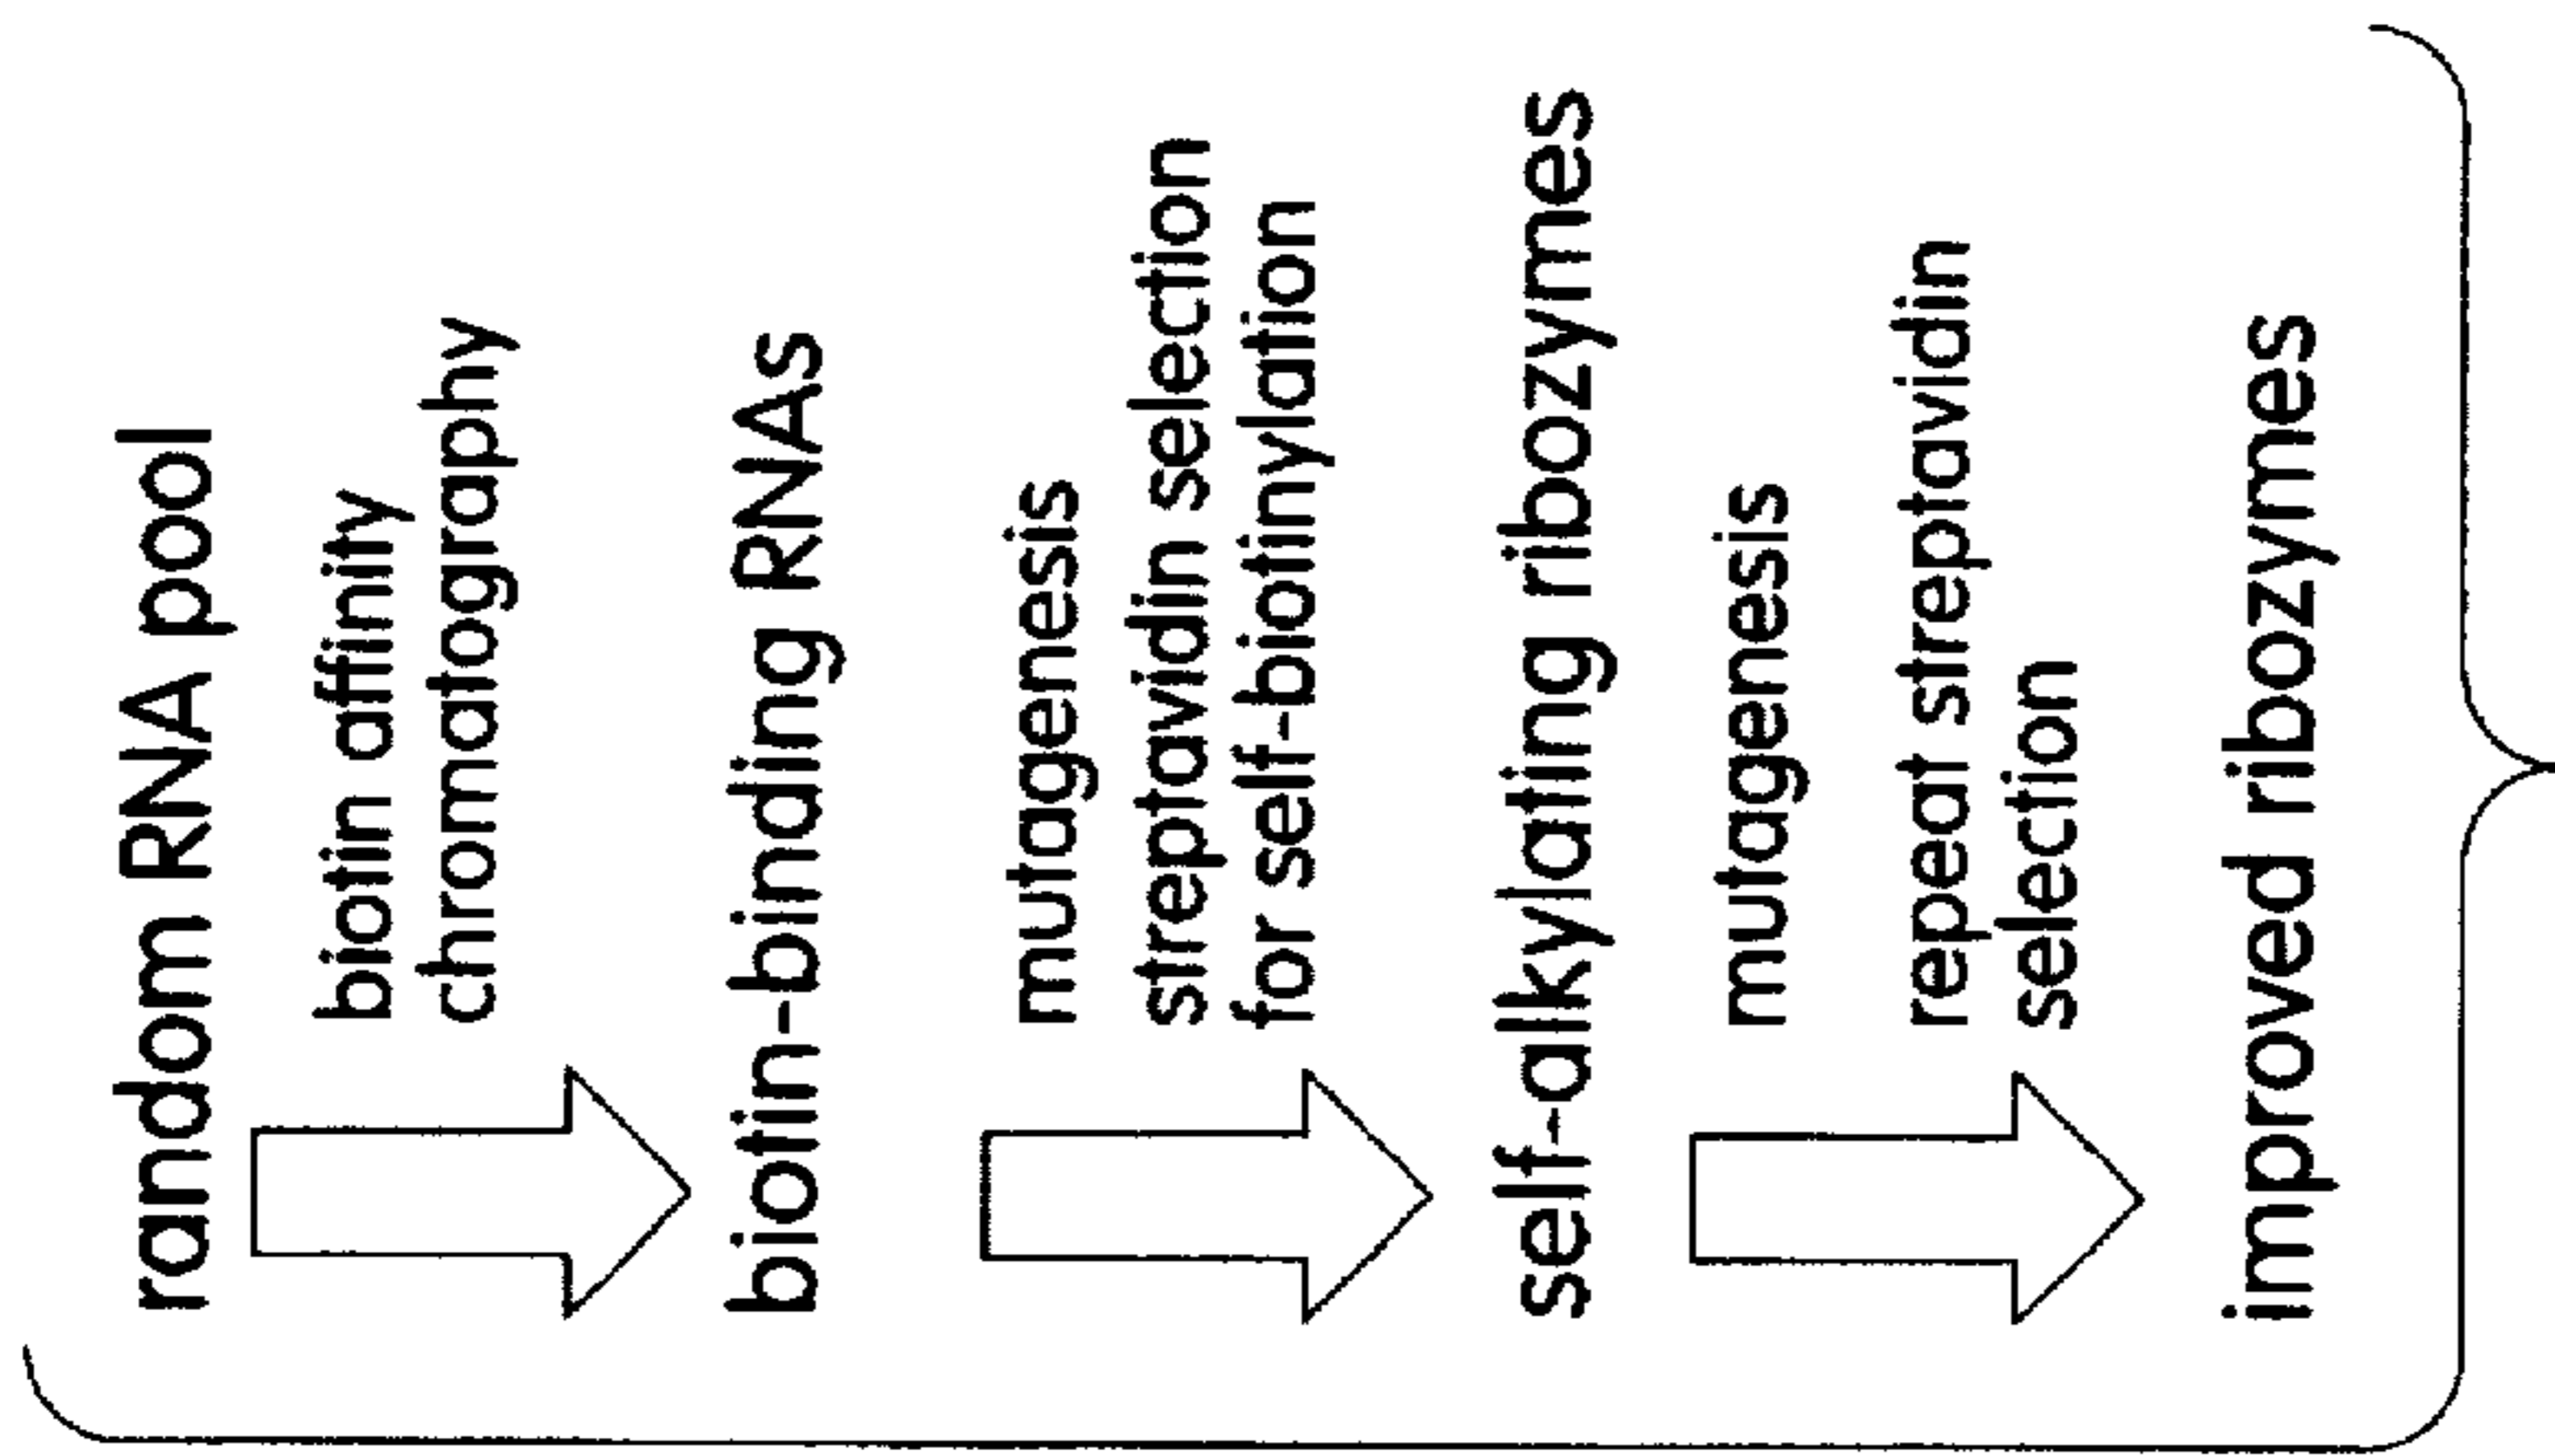 random RNA pool
biotin affinity
chromatography
biotin-binding RNAs
mutagenesis
streptavidin selection
for self-biotinylation
self-alkylating ribozymes
mutagenesis
repeat streptavidin
selection
improved ribozymes